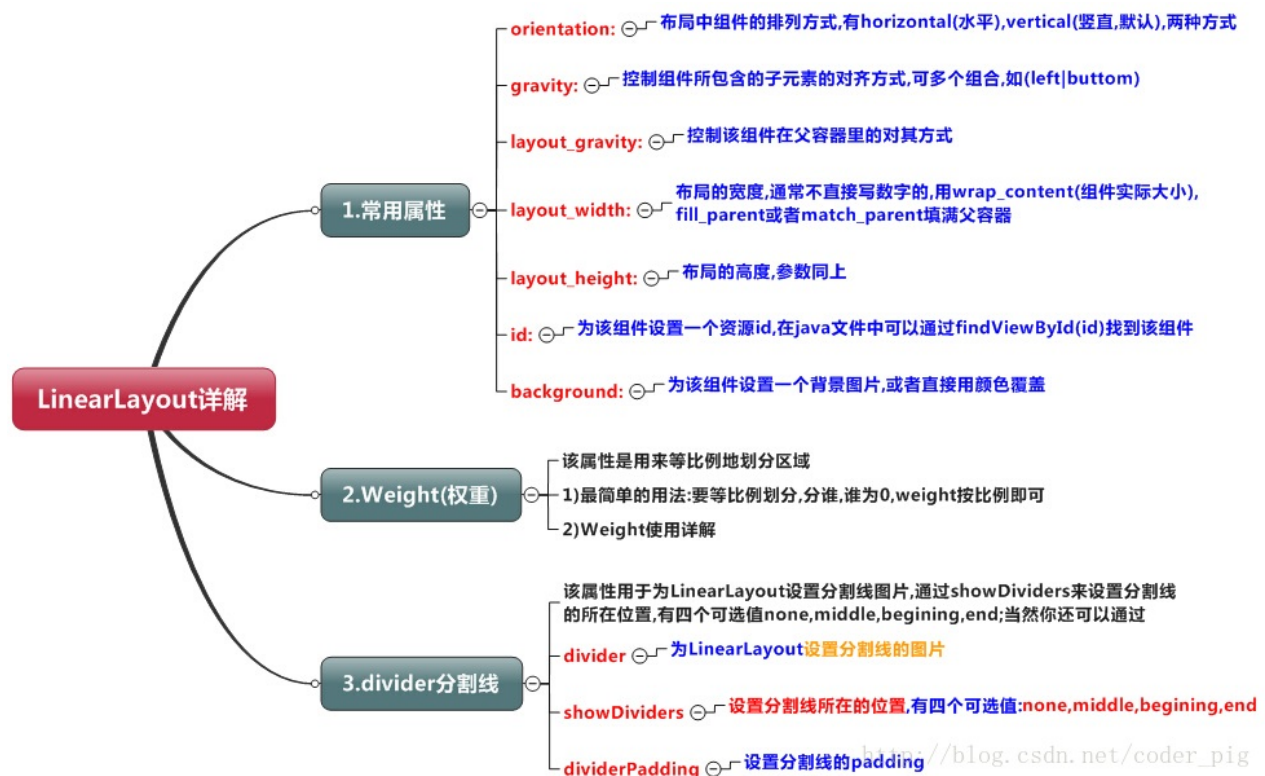 LinearLayout详解
1.常用属性
orientation:
布局中组件的排列方式,有horizontal(水平),vertical(竖直,默认),两种方式
gravity:
控制组件所包含的子元素的对齐方式,可多个组合,如(left|buttom)
layout_gravity:
控制该组件在父容器里的对其方式
layout_width:
布局的宽度,通常不直接写数字的,用wrap_content(组件实际大小),
fill_parent或者match_parent填满父容器
layout_height:
布局的高度,参数同上
id:
为该组件设置一个资源id,在java文件中可以通过findViewById(id)找到该组件
background:
为该组件设置一个背景图片,或者直接用颜色覆盖
2.Weight(权重)
该属性是用来等比例地划分区域
1)最简单的用法:要等比例划分,分谁,谁为0,weight按比例即可
2)Weight使用详解
3.divider分割线
该属性用于为LinearLayout设置分割线图片,通过showDividers来设置分割线
的所在位置,有四个可选值none,middle,begining,end;当然你还可以通过
divider
为LinearLayout设置分割线的图片
showDividers
设置分割线所在的位置,有四个可选值:none,middle,begining,end
dividerPadding
设置分割线的padding
http://blog.csdn.net/coder_pig